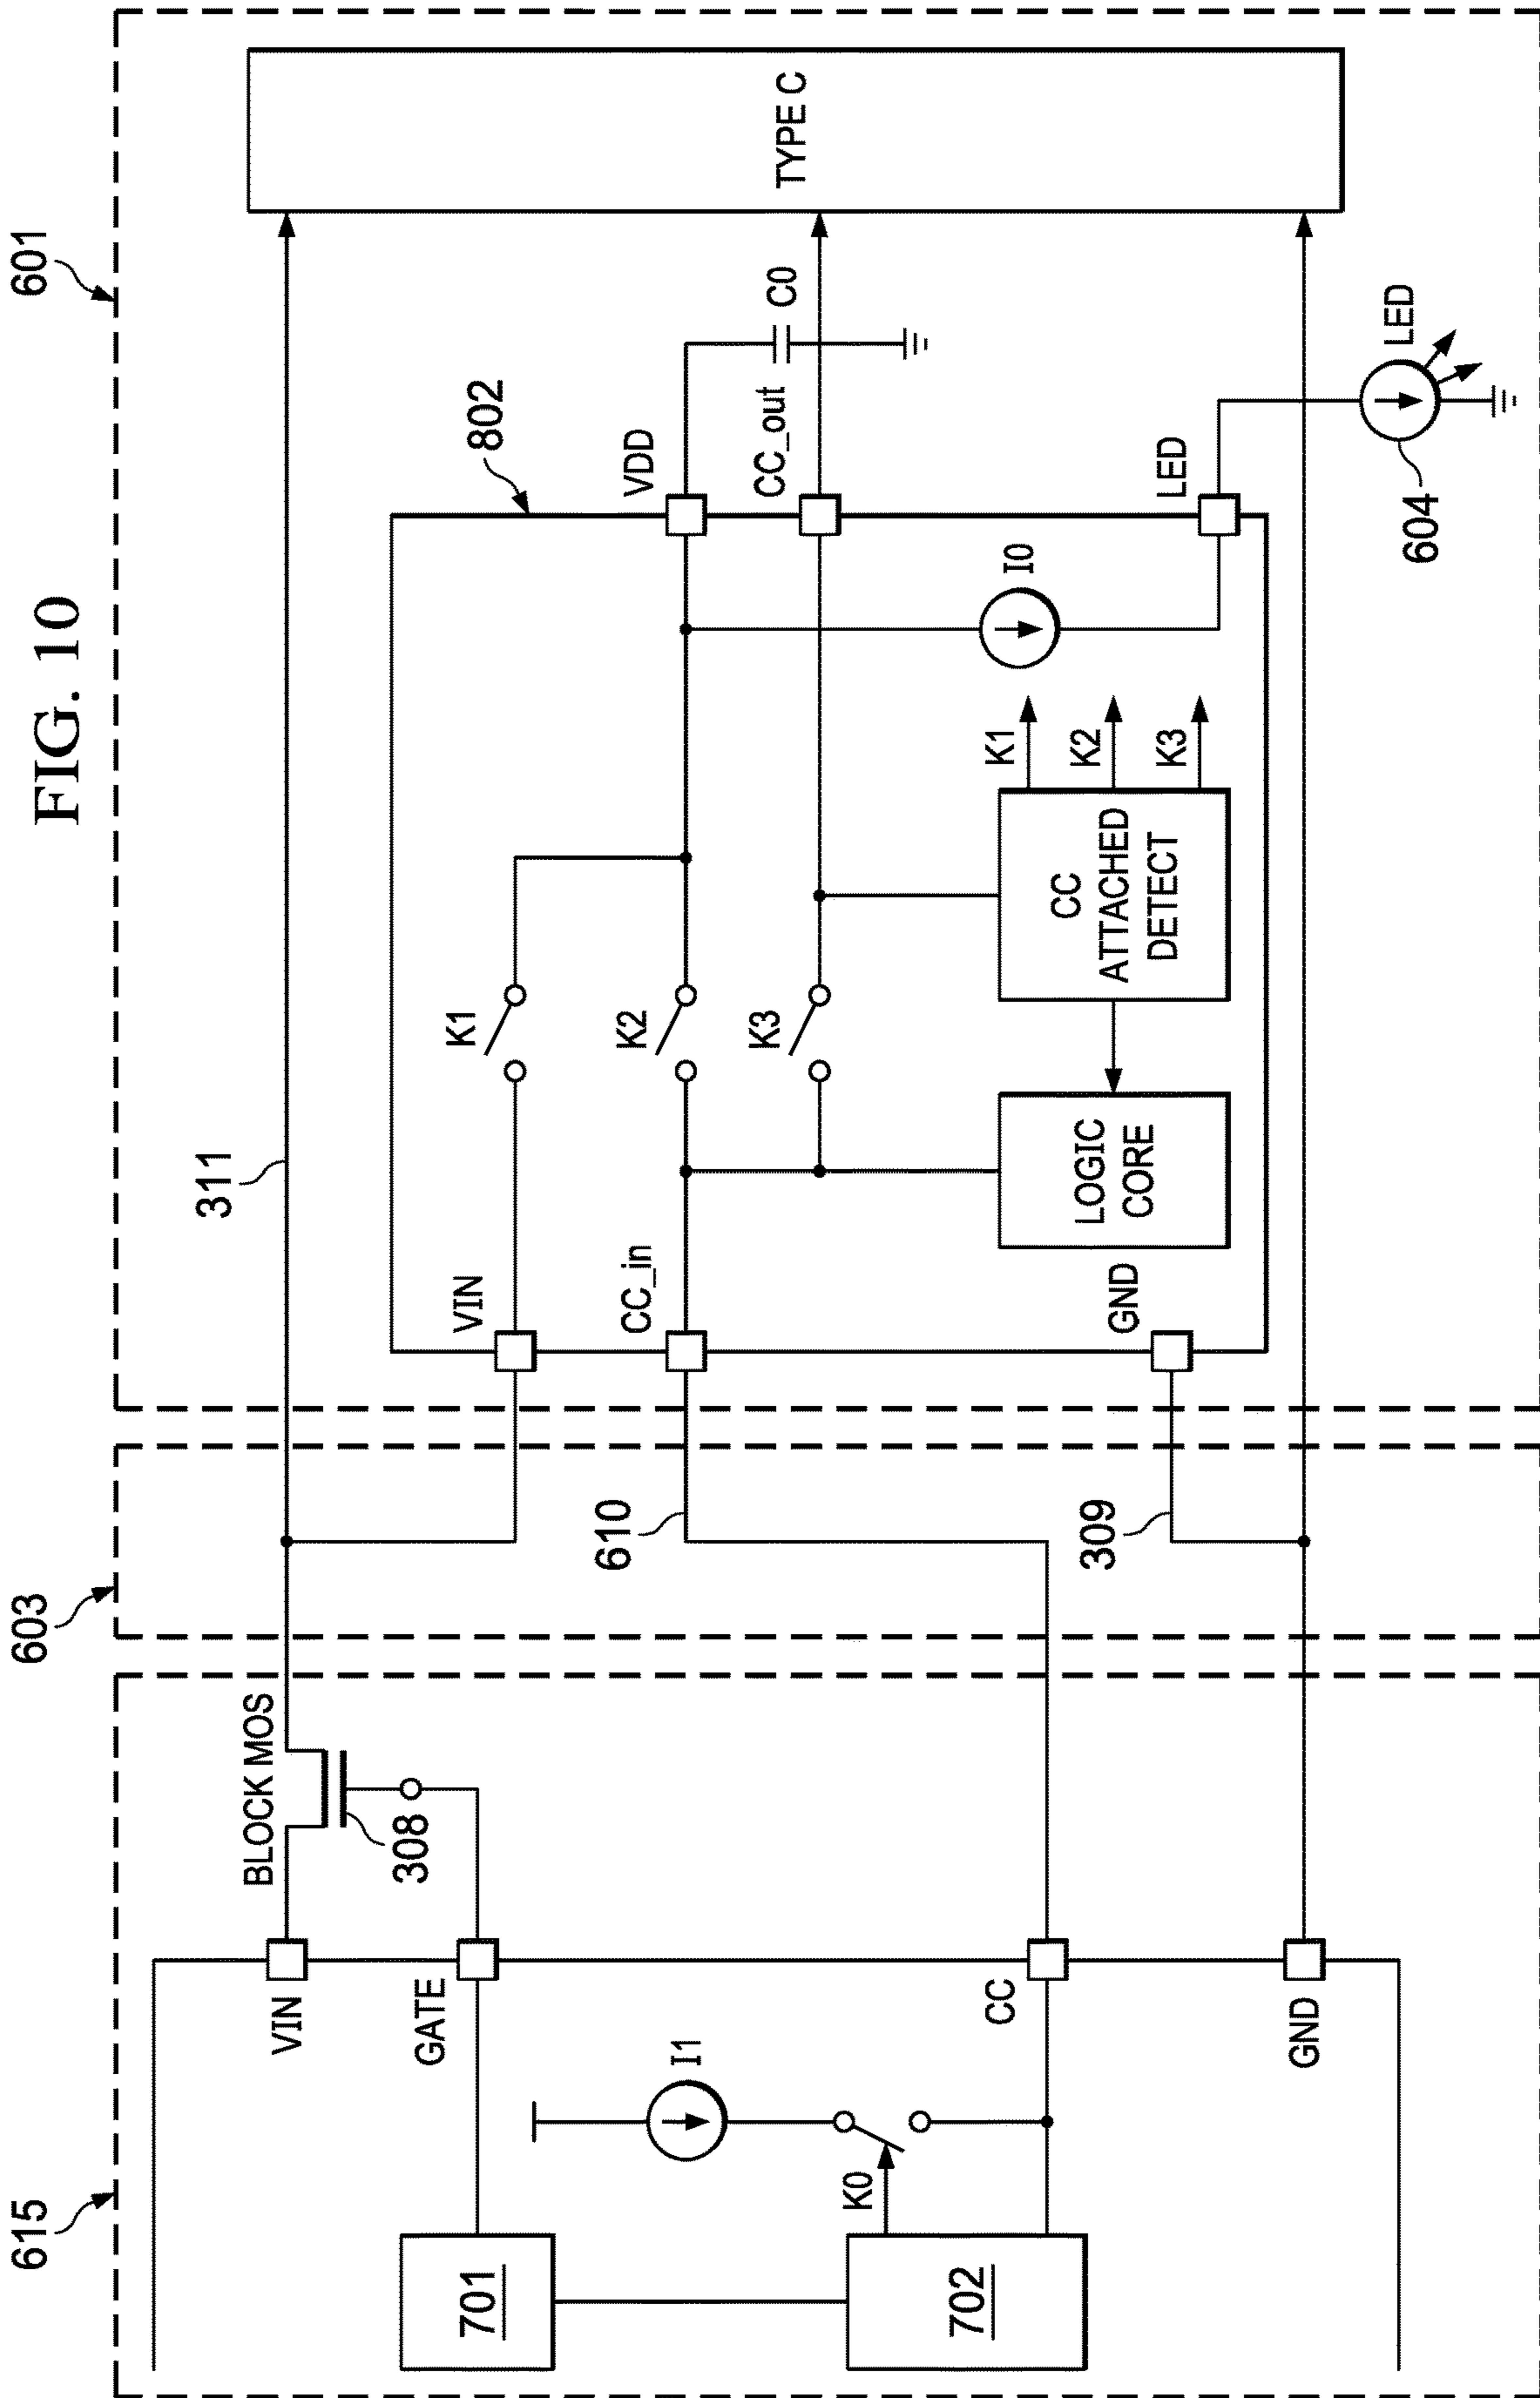 FIG. 10
615
603
601
701
702
VIN
GATE
CC
GND
K0
I1
BLOCK MOS
308
311
610
309
VIN
CC_in
GND
K1
K2
K3
LOGIC
CORE
CC
ATTACHED
DETECT
K1
K2
K3
I0
802
VDD
CC_out
LED
C0
604
LED
TYPE C